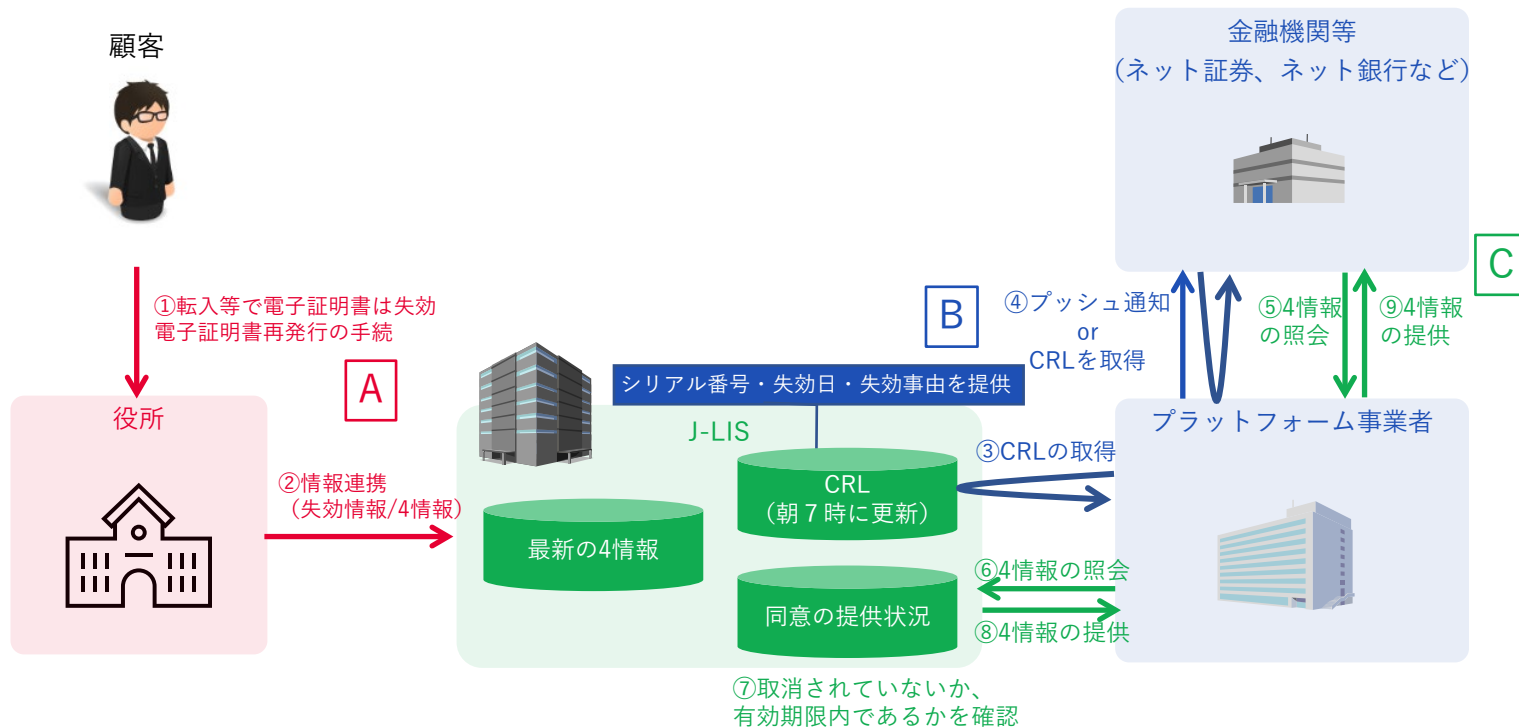 顧客
①転入等で電子証明書は失効
電子証明書再発行の手続
A
役所
②情報連携
（失効情報/4情報）
J-LIS
シリアル番号・失効日・失効事由を提供
最新の4情報
CRL
（朝７時に更新）
同意の提供状況
⑦取消されていないか、
有効期限内であるかを確認
B
③CRLの取得
④プッシュ通知
or
CRLを取得
⑥4情報の照会
⑧4情報の提供
プラットフォーム事業者
金融機関等
（ネット証券、ネット銀行など）
⑤4情報
の照会
⑨4情報
の提供
C